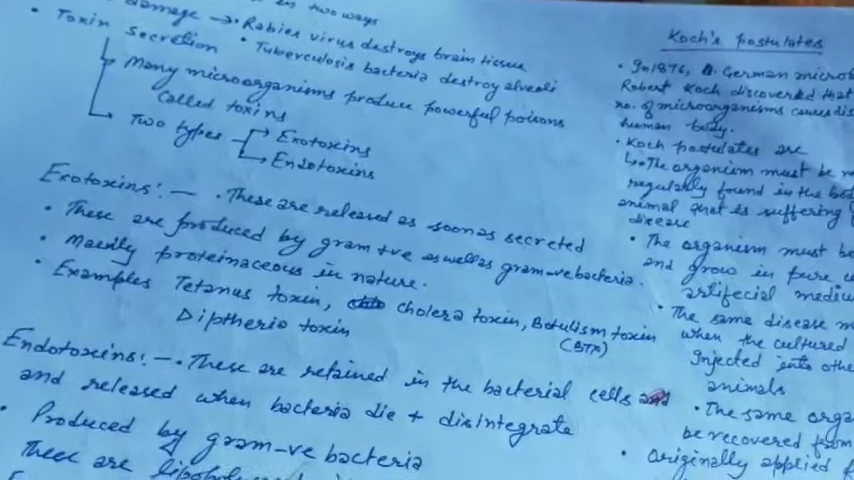 in two ways
damage → • Rabies virus destroys brain tissue
• Tuberculosis bacteria destroy alveoli
• Toxin secretion
Many microorganisms produce powerful poisons
called toxins
Two types → Exotoxins
→ Endotoxins
Exotoxins! — • These are released as soon as secreted
• These are produced by gram +ve as well as gram -ve bacteria.
• Mainly proteinaceous in nature.
• Examples Tetanus toxin, cholera toxin, Botulism toxin
(BTX)
Diptheria toxin
Endotoxins! — • These are retained in the bacterial cells and
and released when bacteria die + disintegrate
• Produced by gram -ve bacteria
These are
Koch's postulates
• In 1876, a German
Robert Koch discovered that
no. of microorganisms causes
human body.
• Koch postulates are
↳ The organism must be
regularly found in the
animal that is suffering
disease
• The organism must be
and grow in pure
artifecial
• The same disease
when the cultured
Injected into
animals
• The same
be recovered from
• Originally applied